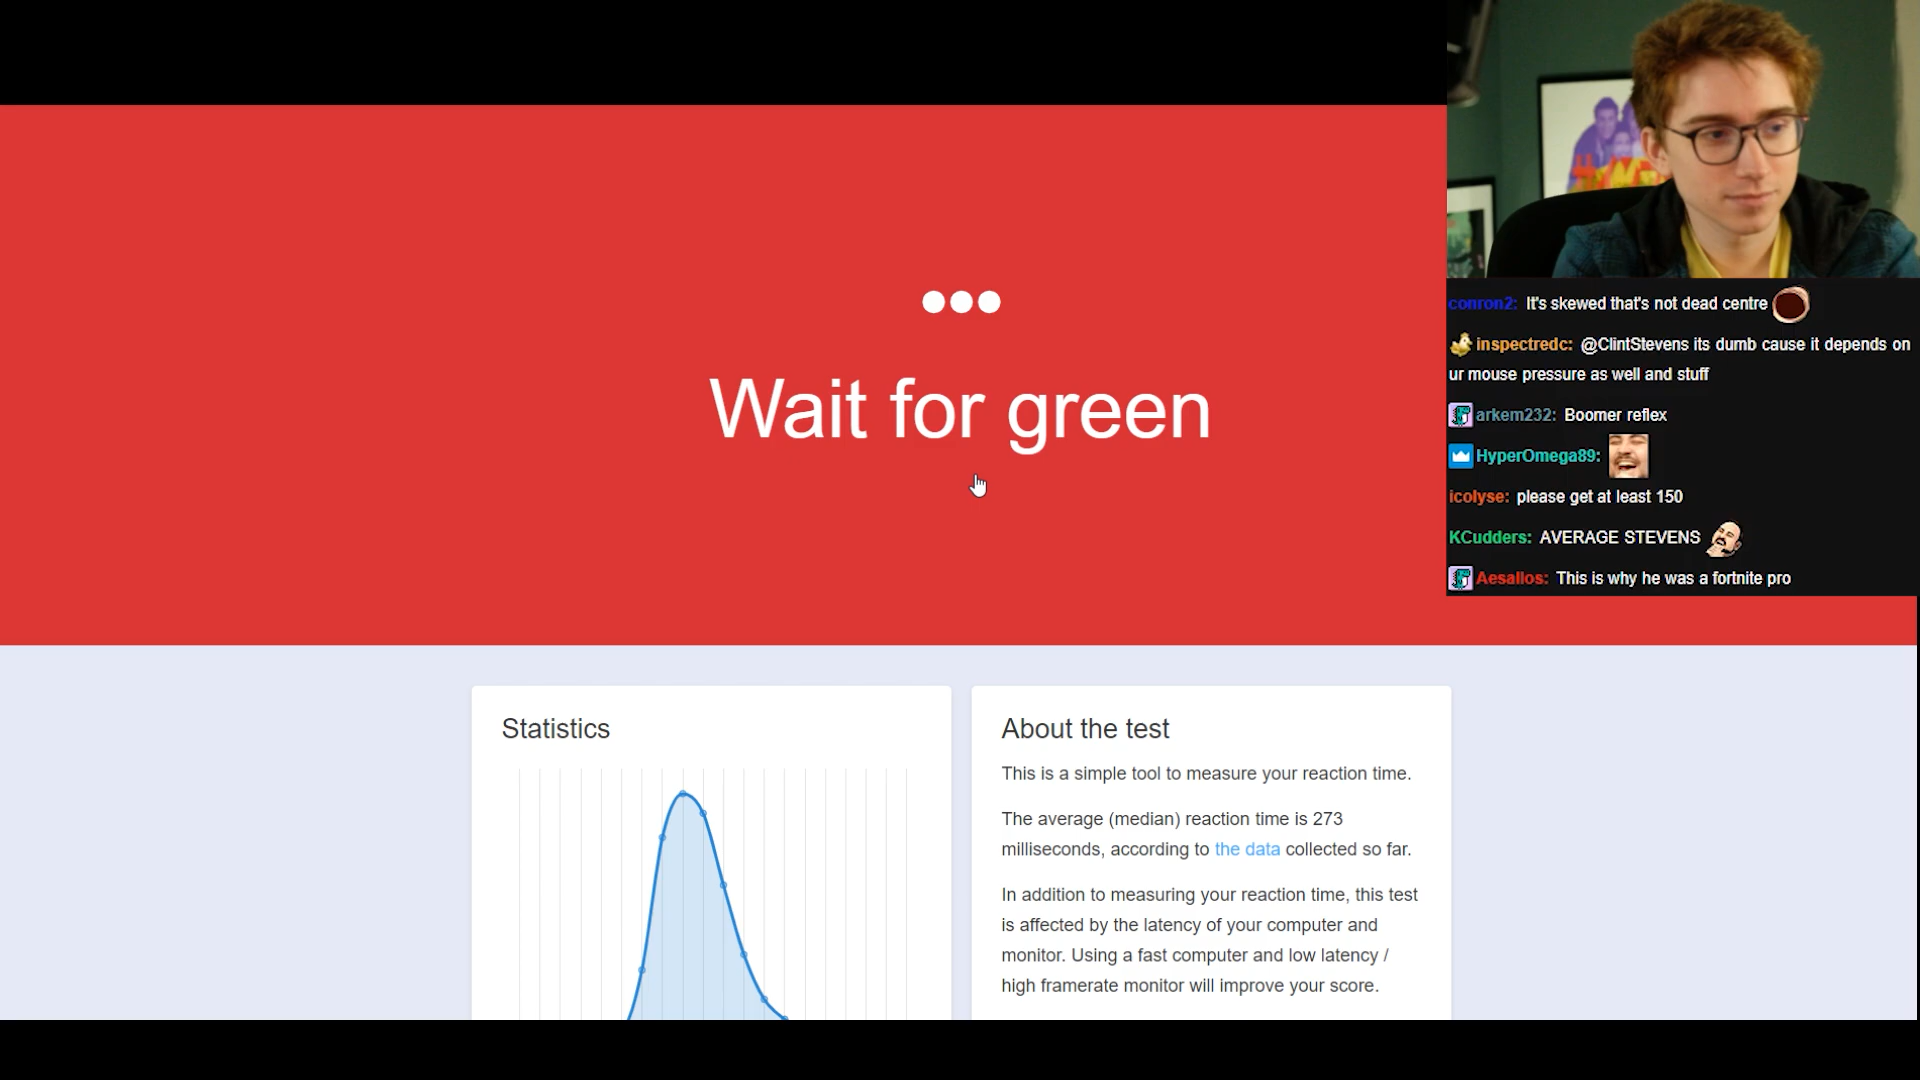 Wait for green
conron2: It's skewed that's not dead centre
inspectredc: @ClintStevens its dumb cause it depends on
ur mouse pressure as well and stuff
arkem232: Boomer reflex
HyperOmega89:
icolyse: please get at least 150
KCudders: AVERAGE STEVENS
Aesallos: This is why he was a fortnite pro
Statistics
About the test
This is a simple tool to measure your reaction time.
The average (median) reaction time is 273
milliseconds, according to the data collected so far.
In addition to measuring your reaction time, this test
is affected by the latency of your computer and
monitor. Using a fast computer and low latency /
high framerate monitor will improve your score.